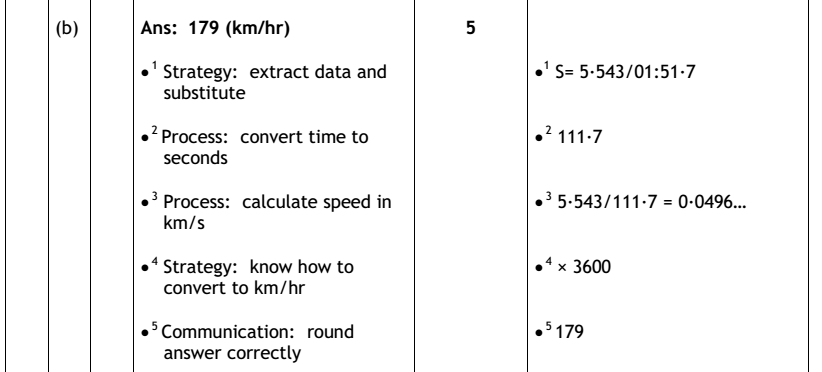 (b) Ans: 179 (km/hr) 5
•1 Strategy: extract data and substitute •1 S= 5·543/01:51·7
•2 Process: convert time to seconds •2 111·7
•3 Process: calculate speed in km/s •3 5·543/111·7 = 0·0496…
•4 Strategy: know how to convert to km/hr •4 × 3600
•5 Communication: round answer correctly •5 179